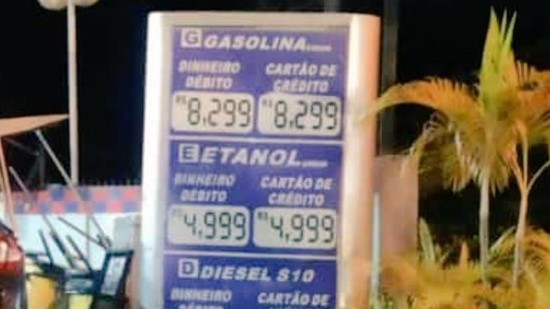 G GASOLINA
DINHEIRO CARTÃO DE
DÉBITO CRÉDITO
R$ 8,299 R$ 8,299
E ETANOL
DINHEIRO CARTÃO DE
DÉBITO CRÉDITO
R$ 4,999 R$ 4,999
D DIESEL S10
DINHEIRO CARTÃO DE